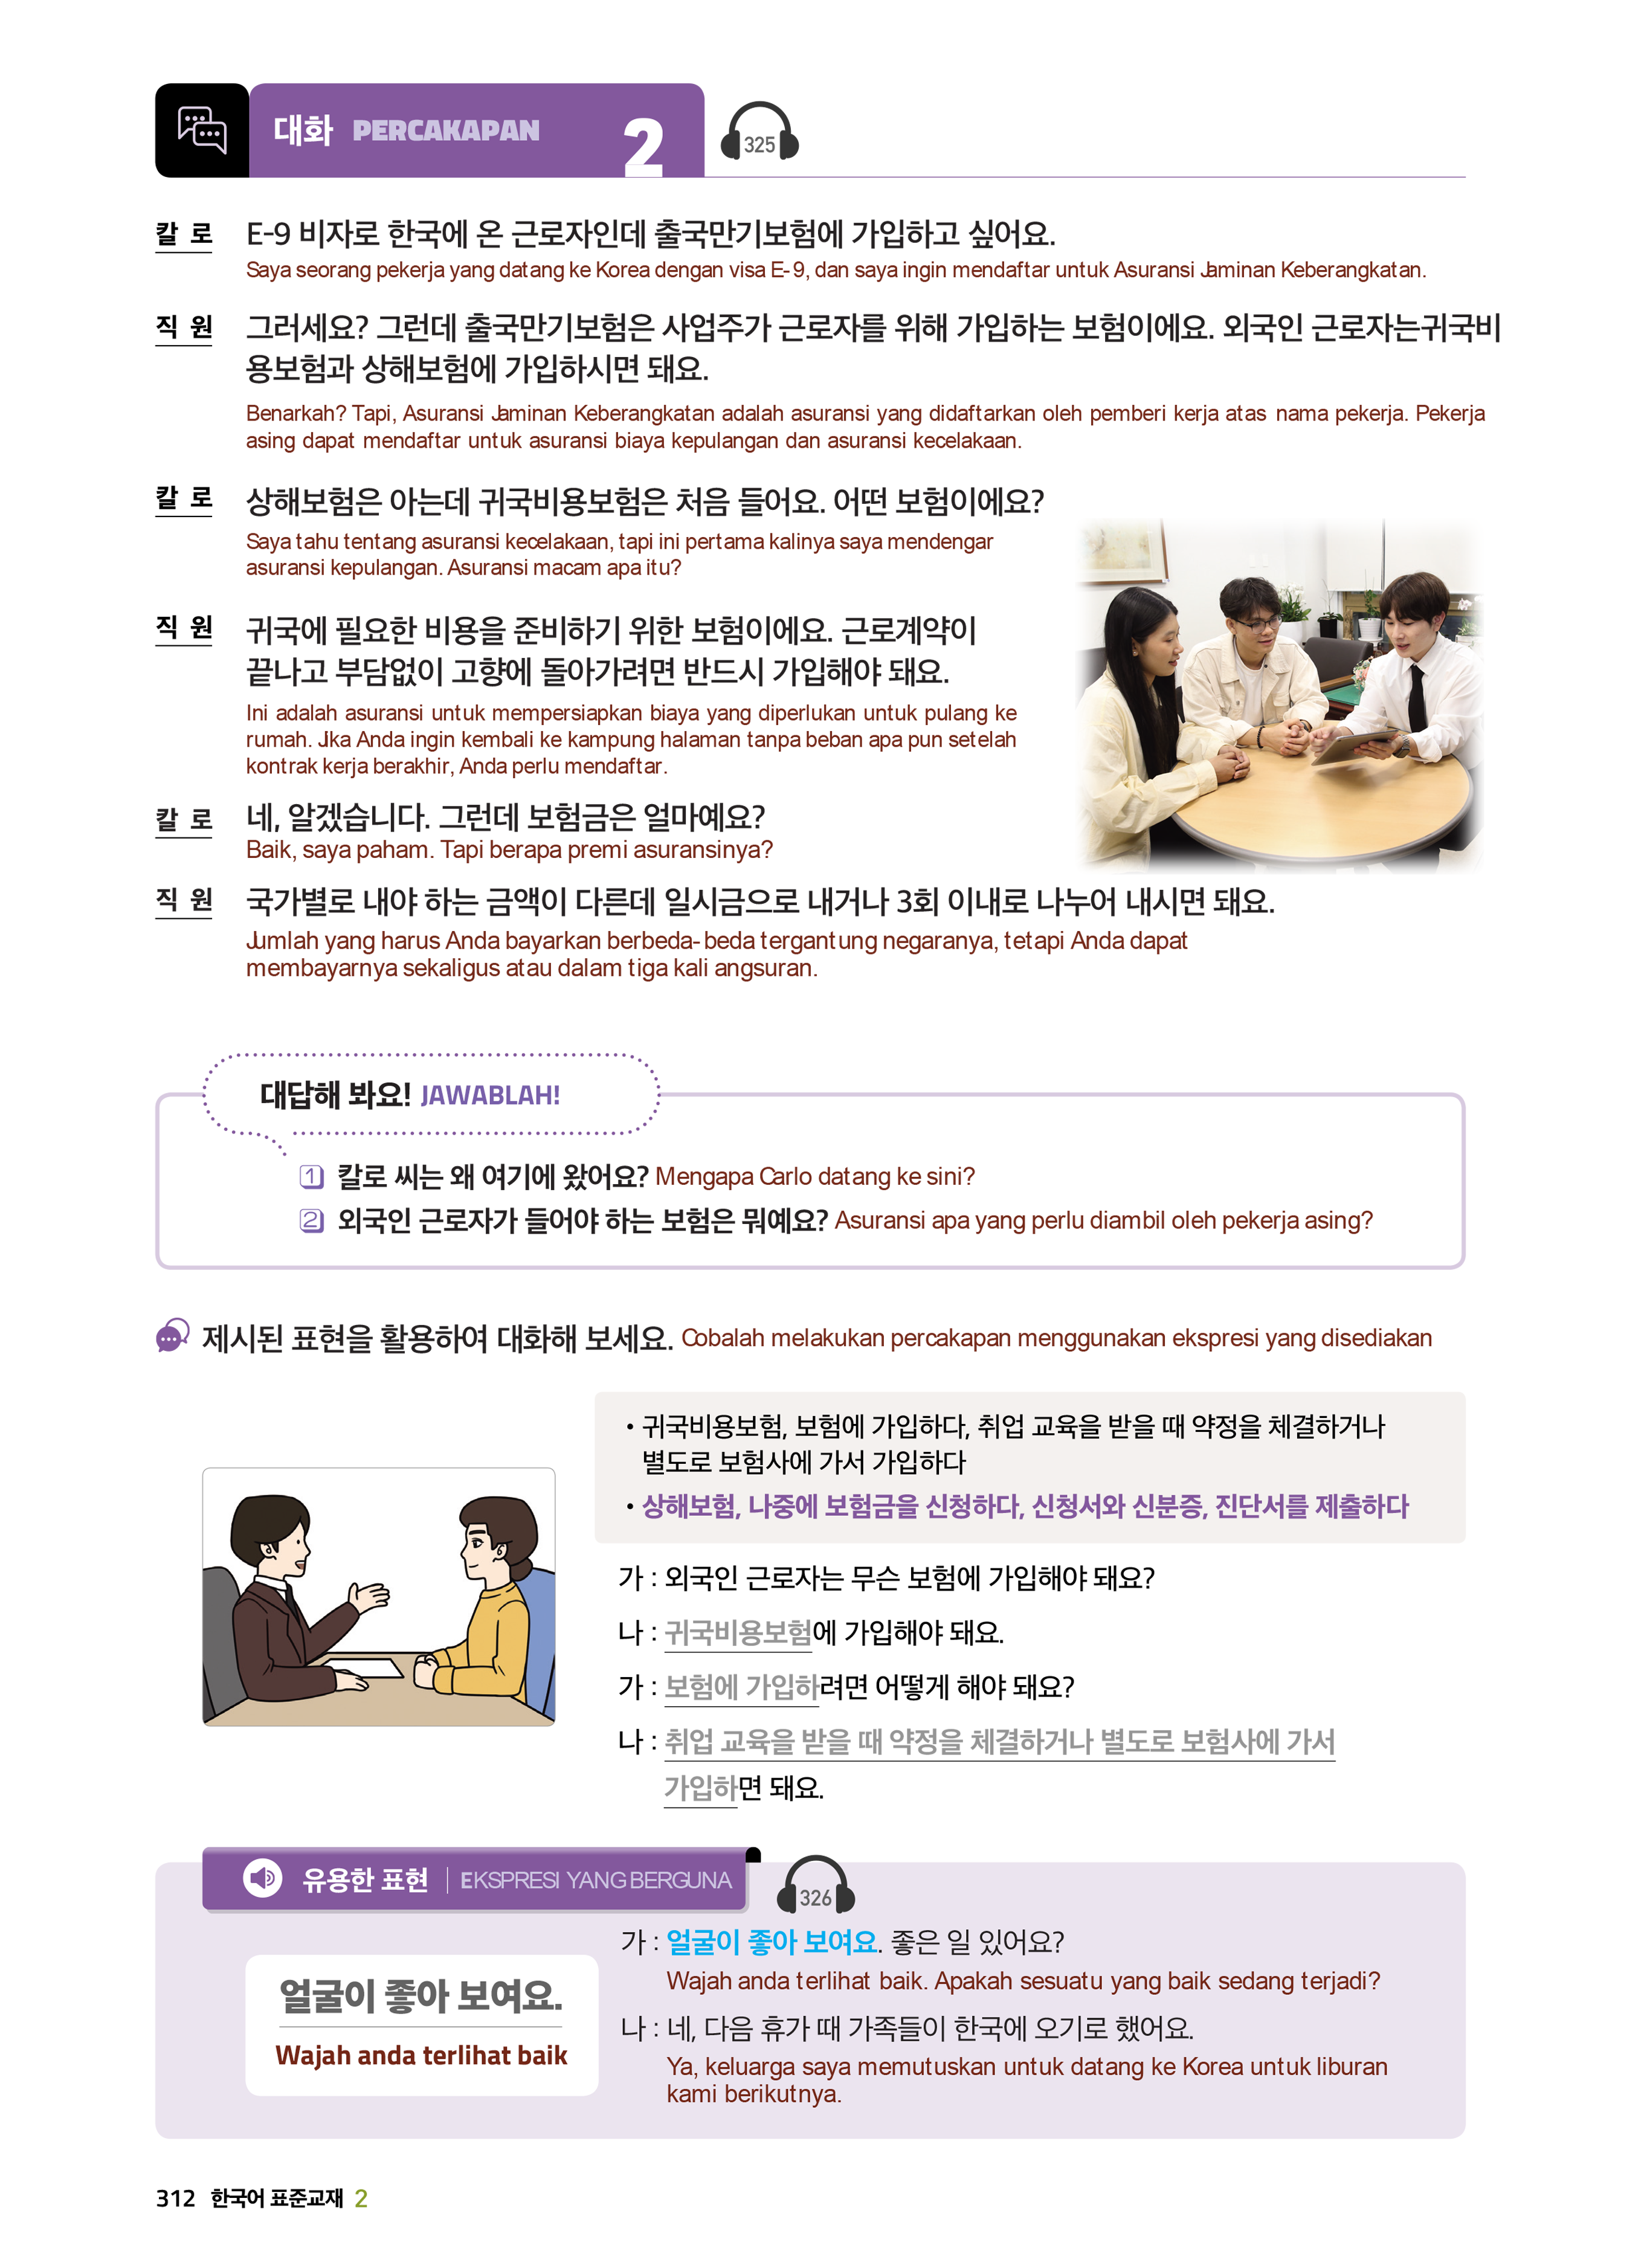 대화 PERCAKAPAN 2
325
칼 로 E-9 비자로 한국에 온 근로자인데 출국만기보험에 가입하고 싶어요.
Saya seorang pekerja yang datang ke Korea dengan visa E-9, dan saya ingin mendaftar untuk Asuransi Jaminan Keberangkatan.
직 원 그러세요? 그런데 출국만기보험은 사업주가 근로자를 위해 가입하는 보험이에요. 외국인 근로자는귀국비
용보험과 상해보험에 가입하시면 돼요.
Benarkah? Tapi, Asuransi Jaminan Keberangkatan adalah asuransi yang didaftarkan oleh pemberi kerja atas nama pekerja. Pekerja
asing dapat mendaftar untuk asuransi biaya kepulangan dan asuransi kecelakaan.
칼 로 상해보험은 아는데 귀국비용보험은 처음 들어요. 어떤 보험이에요?
Saya tahu tentang asuransi kecelakaan, tapi ini pertama kalinya saya mendengar
asuransi kepulangan. Asuransi macam apa itu?
직 원 귀국에 필요한 비용을 준비하기 위한 보험이에요. 근로계약이
끝나고 부담없이 고향에 돌아가려면 반드시 가입해야 돼요.
Ini adalah asuransi untuk mempersiapkan biaya yang diperlukan untuk pulang ke
rumah. Jika Anda ingin kembali ke kampung halaman tanpa beban apa pun setelah
kontrak kerja berakhir, Anda perlu mendaftar.
칼 로 네, 알겠습니다. 그런데 보험금은 얼마예요?
Baik, saya paham. Tapi berapa premi asuransinya?
직 원 국가별로 내야 하는 금액이 다른데 일시금으로 내거나 3회 이내로 나누어 내시면 돼요.
Jumlah yang harus Anda bayarkan berbeda-beda tergantung negaranya, tetapi Anda dapat
membayarnya sekaligus atau dalam tiga kali angsuran.
대답해 봐요! JAWABLAH!
1 칼로 씨는 왜 여기에 왔어요? Mengapa Carlo datang ke sini?
2 외국인 근로자가 들어야 하는 보험은 뭐예요? Asuransi apa yang perlu diambil oleh pekerja asing?
제시된 표현을 활용하여 대화해 보세요. Cobalah melakukan percakapan menggunakan ekspresi yang disediakan
• 귀국비용보험, 보험에 가입하다, 취업 교육을 받을 때 약정을 체결하거나
별도로 보험사에 가서 가입하다
• 상해보험, 나중에 보험금을 신청하다, 신청서와 신분증, 진단서를 제출하다
가 : 외국인 근로자는 무슨 보험에 가입해야 돼요?
나 : 귀국비용보험에 가입해야 돼요.
가 : 보험에 가입하려면 어떻게 해야 돼요?
나 : 취업 교육을 받을 때 약정을 체결하거나 별도로 보험사에 가서
가입하면 돼요.
유용한 표현 | EKSPRESI YANG BERGUNA
326
얼굴이 좋아 보여요.
Wajah anda terlihat baik
가 : 얼굴이 좋아 보여요. 좋은 일 있어요?
Wajah anda terlihat baik. Apakah sesuatu yang baik sedang terjadi?
나 : 네, 다음 휴가 때 가족들이 한국에 오기로 했어요.
Ya, keluarga saya memutuskan untuk datang ke Korea untuk liburan
kami berikutnya.
312 한국어 표준교재 2